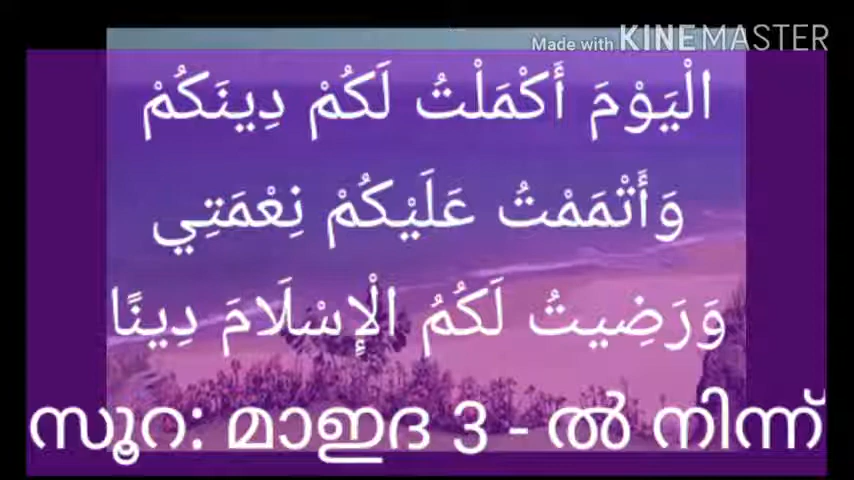 Made with KINEMASTER
الْيَوْمَ أَكْمَلْتُ لَكُمْ دِينَكُمْ
وَأَتْمَمْتُ عَلَيْكُمْ نِعْمَتِي
وَرَضِيتُ لَكُمُ الْإِسْلَامَ دِينًا
സൂറ: മാഇദ 3 - ൽ നിന്ന്